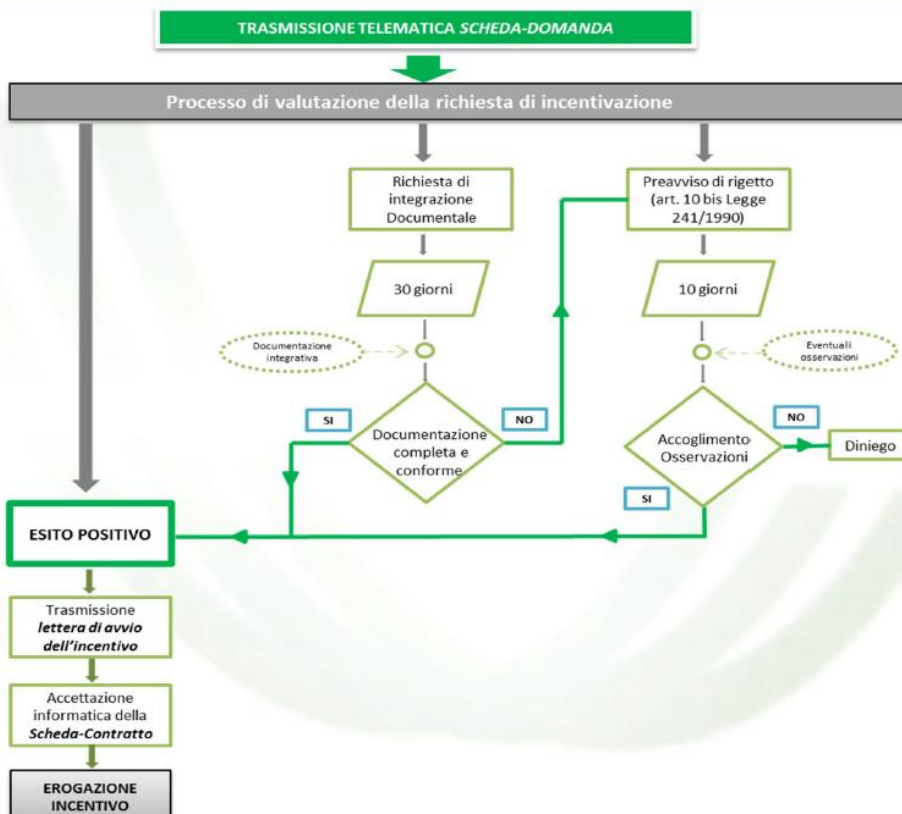 TRASMISSIONE TELEMATICA SCHEDA-DOMANDA
Processo di valutazione della richiesta di incentivazione
Richiesta di
integrazione
Documentale
Preavviso di rigetto
(art. 10 bis Legge
241/1990)
30 giorni
10 giorni
Documentazione
integrativa
Eventuali
osservazioni
SI
NO
Documentazione
completa e
conforme
Accoglimento
Osservazioni
NO
Diniego
SI
ESITO POSITIVO
Trasmissione
lettera di avvio
dell'incentivo
Accettazione
informatica della
Scheda-Contratto
EROGAZIONE
INCENTIVO